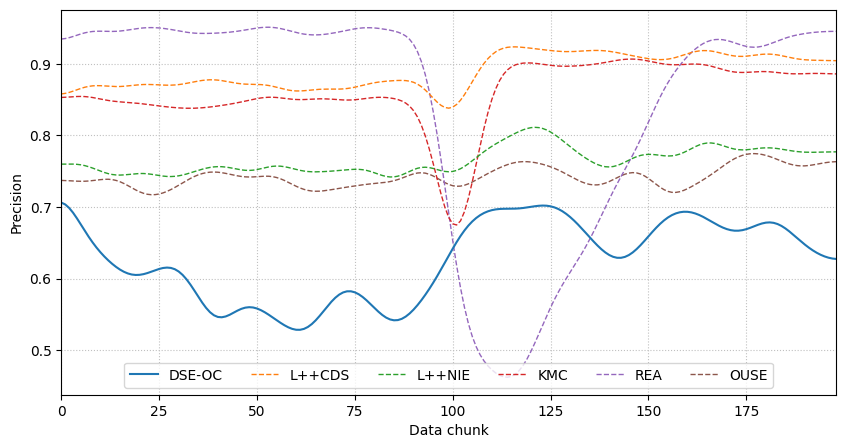 Precision
0.9
0.8
0.7
0.6
0.5
DSE-OC L++CDS L++NIE KMC REA OUSE
0 25 50 75 100 125 150 175
Data chunk